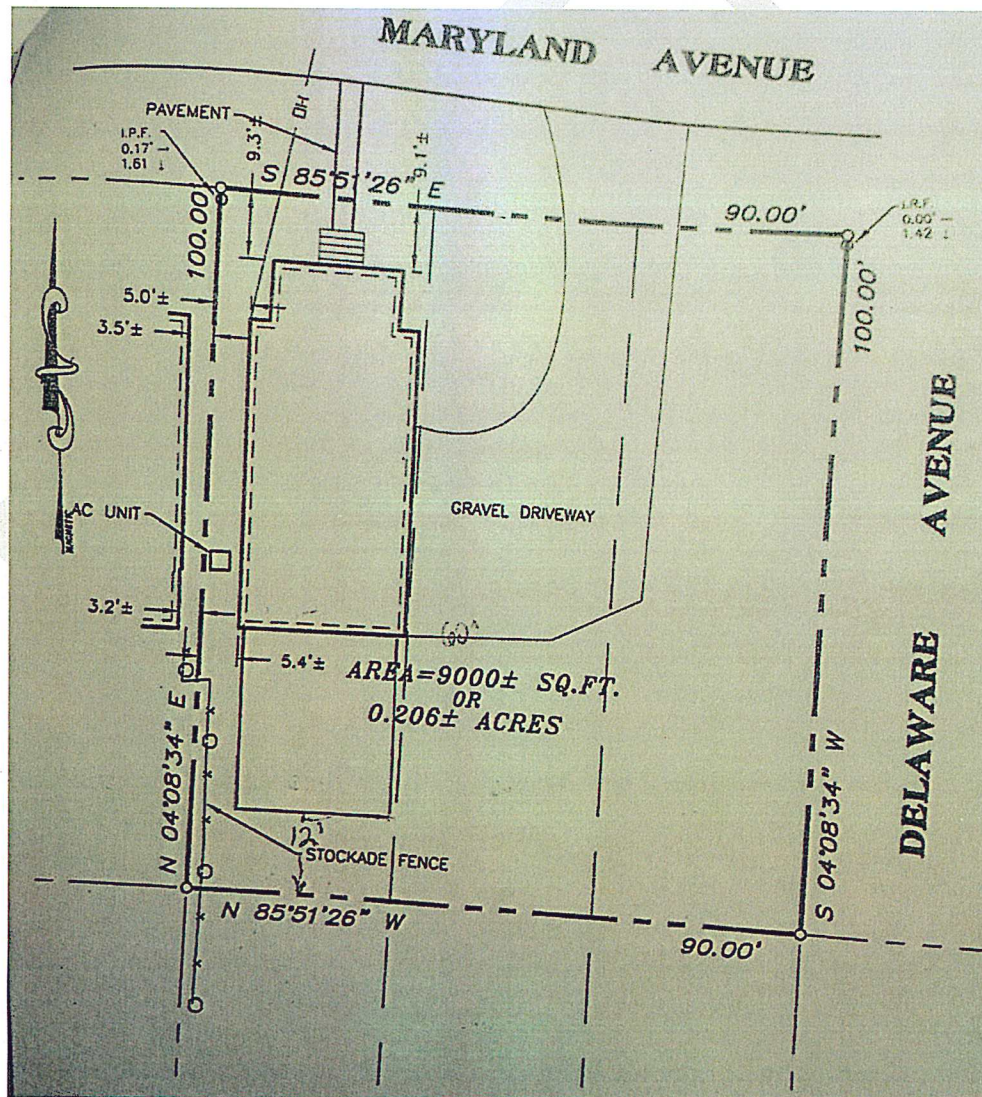 MARYLAND AVENUE
PAVEMENT
OH
I.P.F.
0.17' →
1.61 ↓
9.3'±
9.1'±
S 85°51'26" E
90.00'
I.R.F.
0.00' —
1.42 ↓
100.00'
100.00'
5.0'±
3.5'±
MAGNETIC
AC UNIT
GRAVEL DRIVEWAY
3.2'±
5.4'±
AREA=9000± SQ.FT.
OR
0.206± ACRES
N 04°08'34" E
S 04°08'34" W
DELAWARE AVENUE
12'
STOCKADE FENCE
N 85°51'26" W
90.00'